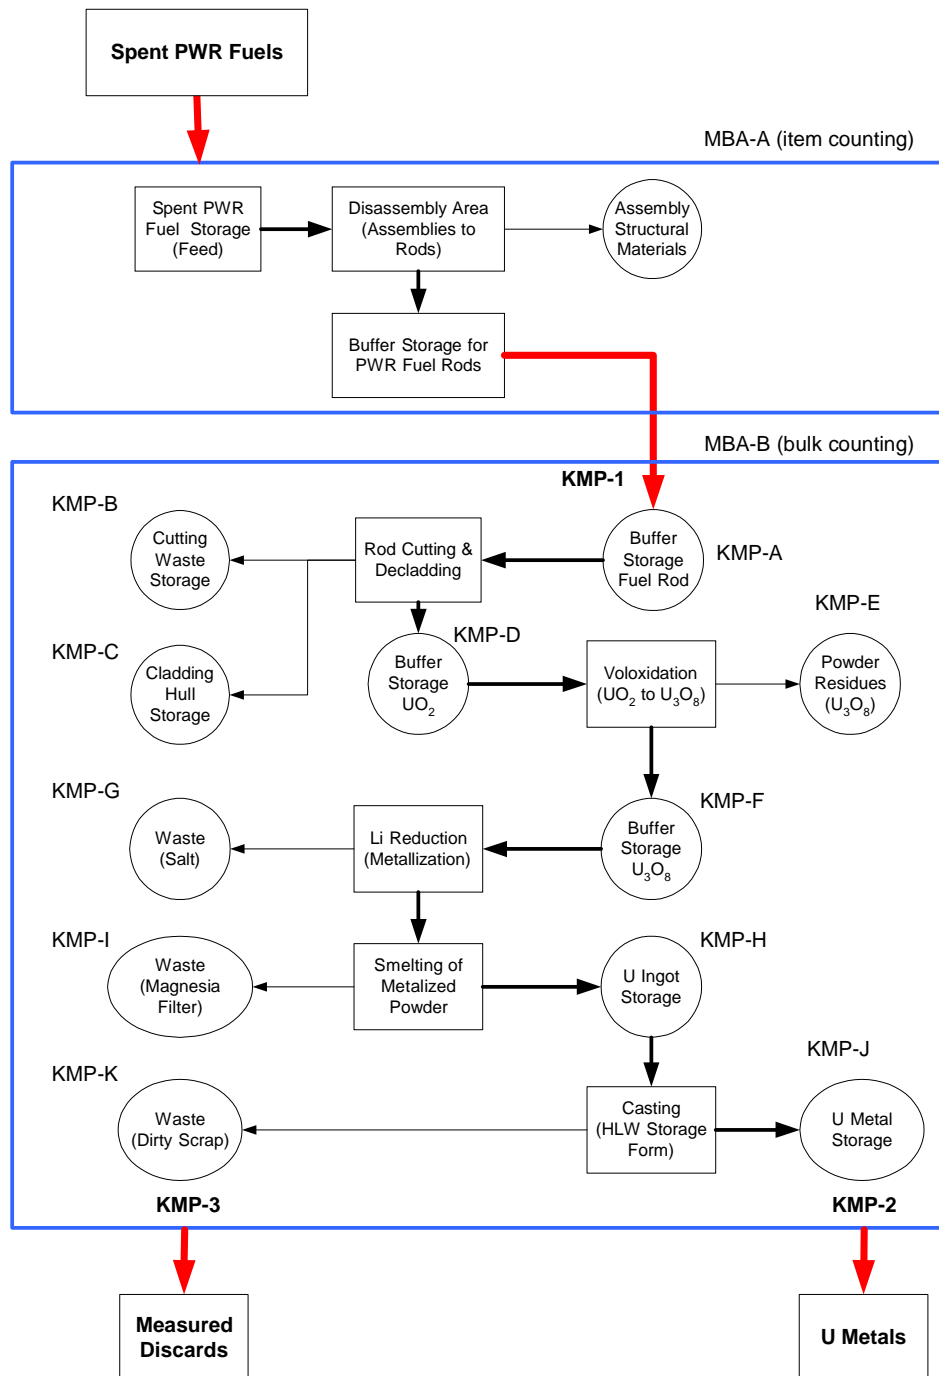 Spent PWR Fuels
MBA-A (item counting)
Spent PWR
Fuel Storage
(Feed)
Disassembly Area
(Assemblies to
Rods)
Assembly
Structural
Materials
Buffer Storage for
PWR Fuel Rods
MBA-B (bulk counting)
KMP-1
KMP-B
Cutting
Waste
Storage
Rod Cutting &
Decladding
Buffer
Storage
Fuel Rod
KMP-A
KMP-E
KMP-C
KMP-D
Cladding
Hull
Storage
Buffer
Storage
UO₂
Voloxidation
(UO₂ to U₃O₈)
Powder
Residues
(U₃O₈)
KMP-G
KMP-F
Waste
(Salt)
Li Reduction
(Metallization)
Buffer
Storage
U₃O₈
KMP-I
KMP-H
Waste
(Magnesia
Filter)
Smelting of
Metalized
Powder
U Ingot
Storage
KMP-K
KMP-J
Waste
(Dirty Scrap)
Casting
(HLW Storage
Form)
U Metal
Storage
KMP-3
KMP-2
Measured
Discards
U Metals